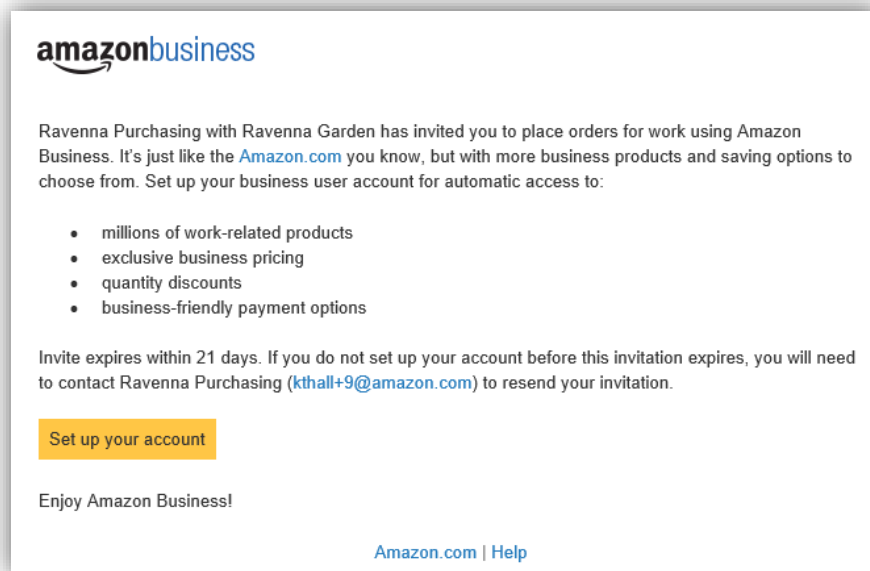 amazonbusiness
Ravenna Purchasing with Ravenna Garden has invited you to place orders for work using Amazon
Business. It's just like the Amazon.com you know, but with more business products and saving options to
choose from. Set up your business user account for automatic access to:
• millions of work-related products
• exclusive business pricing
• quantity discounts
• business-friendly payment options
Invite expires within 21 days. If you do not set up your account before this invitation expires, you will need
to contact Ravenna Purchasing (kthall+9@amazon.com) to resend your invitation.
Set up your account
Enjoy Amazon Business!
Amazon.com | Help